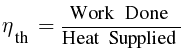 η_th = Work Done / Heat Supplied